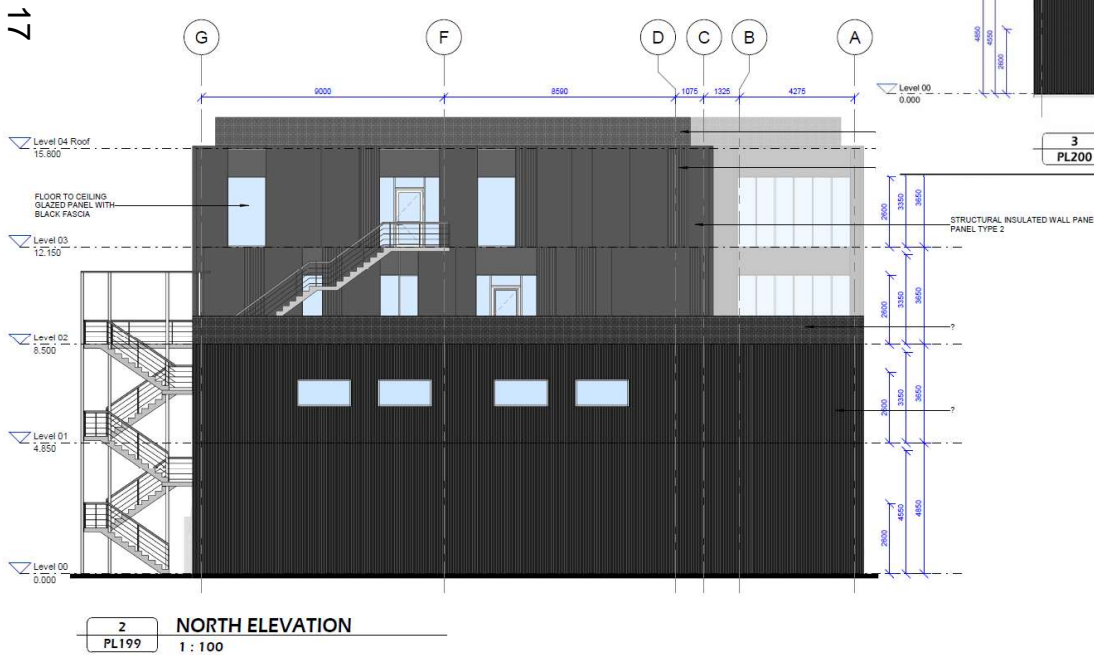 17
G
F
D
C
B
A
9000
8590
1075
1325
4275
4850
4550
2600
Level 00
0.000
3
PL200
Level 04 Roof
15.800
FLOOR TO CEILING
GLAZED PANEL WITH
BLACK FASCIA
Level 03
12.150
2600
3350
3650
STRUCTURAL INSULATED WALL PANE
PANEL TYPE 2
2600
3350
3650
Level 02
8.500
?
2600
3350
3650
?
Level 01
4.850
2600
4550
4850
Level 00
0.000
2
PL199
NORTH ELEVATION
1 : 100